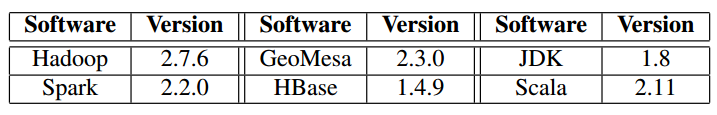 Software Version Software Version Software Version
Hadoop 2.7.6 GeoMesa 2.3.0 JDK 1.8
Spark 2.2.0 HBase 1.4.9 Scala 2.11